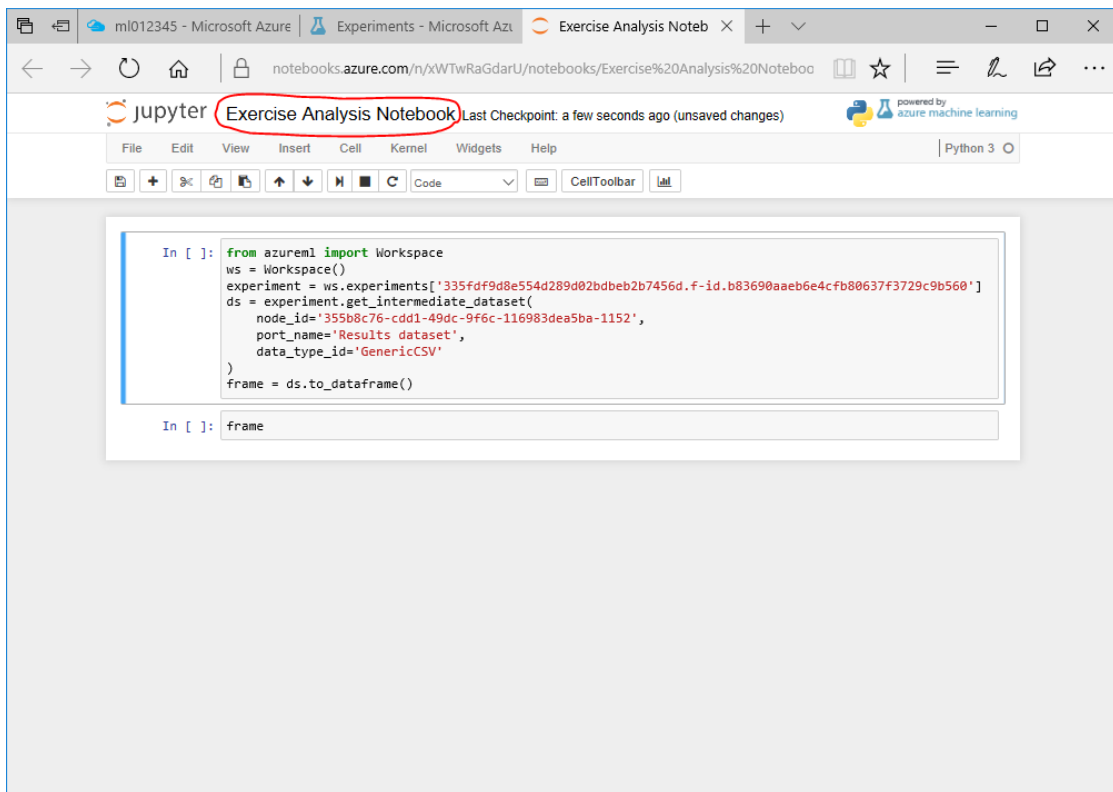 ml012345 - Microsoft Azure
Experiments - Microsoft Azu
Exercise Analysis Noteb
notebooks.azure.com/n/xWTwRaGdarU/notebooks/Exercise%20Analysis%20Noteboo
jupyter Exercise Analysis Notebook Last Checkpoint: a few seconds ago (unsaved changes)
powered by
azure machine learning
File Edit View Insert Cell Kernel Widgets Help Python 3
Code CellToolbar
In [ ]: from azureml import Workspace
ws = Workspace()
experiment = ws.experiments['335fdf9d8e554d289d02bdbeb2b7456d.f-id.b83690aaeb6e4cfb80637f3729c9b560']
ds = experiment.get_intermediate_dataset(
    node_id='355b8c76-cdd1-49dc-9f6c-116983dea5ba-1152',
    port_name='Results dataset',
    data_type_id='GenericCSV'
)
frame = ds.to_dataframe()
In [ ]: frame